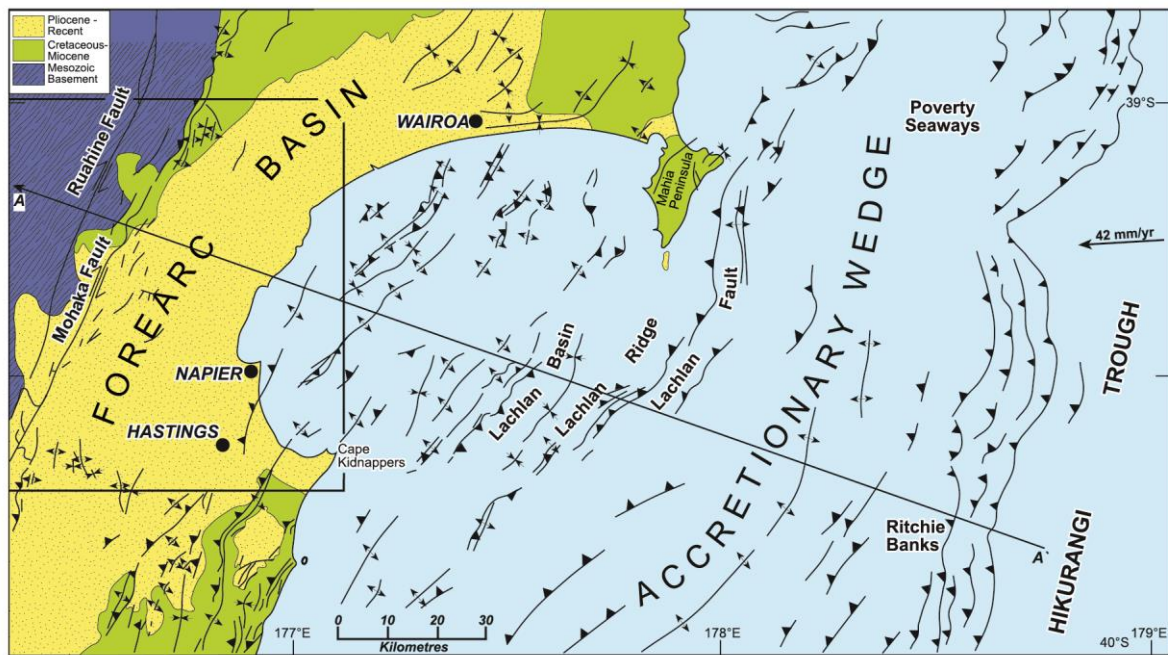 Pliocene -
Recent
Cretaceous-
Miocene
Mesozoic
Basement
Ruahine Fault
Mohaka Fault
A
FOREARC BASIN
WAIROA
Mahia
Peninsula
Poverty
Seaways
39°S
42 mm/yr
NAPIER
HASTINGS
Cape
Kidnappers
Lachlan Basin
Lachlan Ridge
Lachlan Fault
ACCRETIONARY WEDGE
HIKURANGI TROUGH
Ritchie
Banks
A'
0 10 20 30
Kilometres
177°E
178°E
179°E
40°S